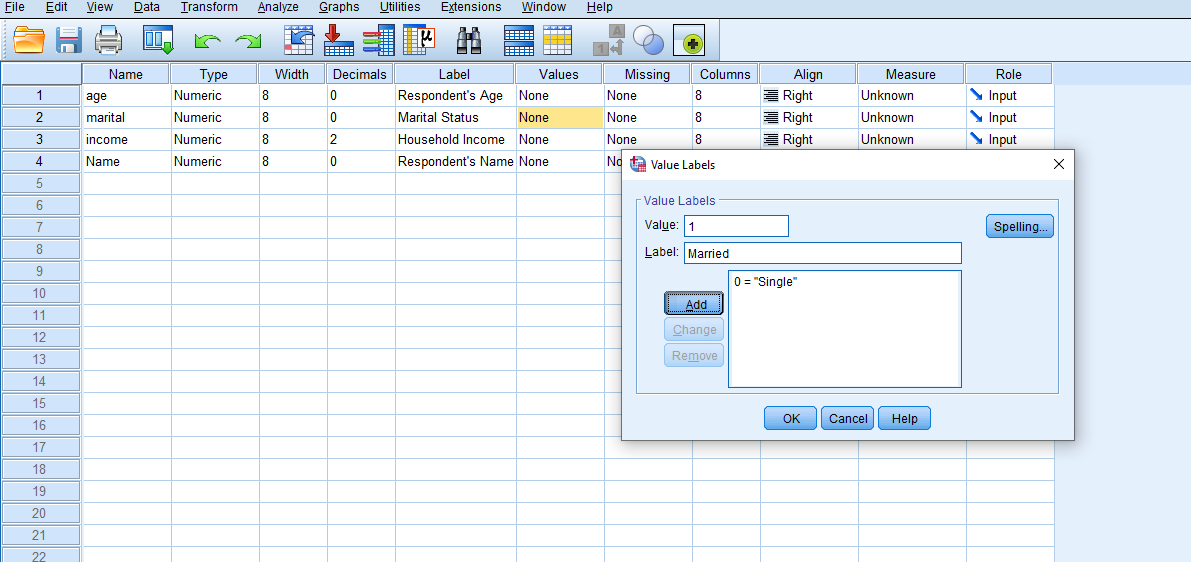 File Edit View Data Transform Analyze Graphs Utilities Extensions Window Help
A
1
μ
Name Type Width Decimals Label Values Missing Columns Align Measure Role
1 age Numeric 8 0 Respondent's Age None None 8 Right Unknown Input
2 marital Numeric 8 0 Marital Status None None 8 Right Unknown Input
3 income Numeric 8 2 Household Income None None 8 Right Unknown Input
4 Name Numeric 8 0 Respondent's Name None No
5
6
7
8
9
10
11
12
13
14
15
16
17
18
19
20
21
22
Value Labels
Value Labels
Value: 1
Spelling...
Label: Married
0 = "Single"
Add
Change
Remove
OK Cancel Help